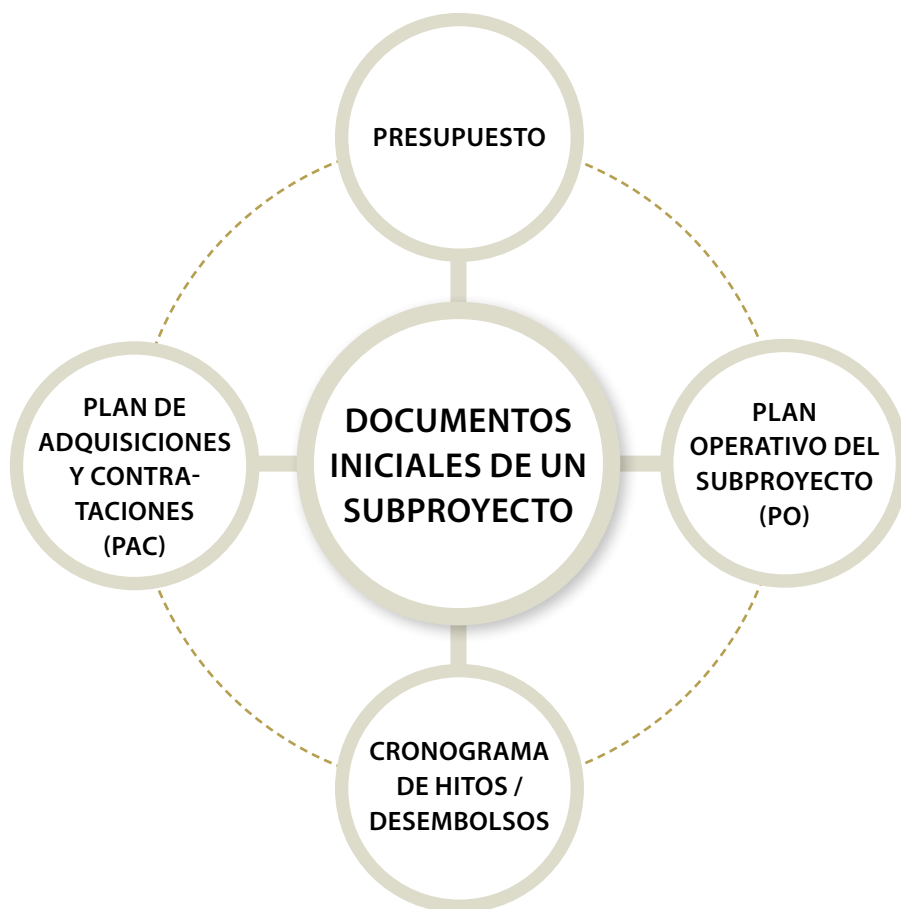 PRESUPUESTO
PLAN DE
ADQUISICIONES
Y CONTRA-
TACIONES
(PAC)
DOCUMENTOS
INICIALES DE UN
SUBPROYECTO
PLAN
OPERATIVO DEL
SUBPROYECTO
(PO)
CRONOGRAMA
DE HITOS /
DESEMBOLSOS